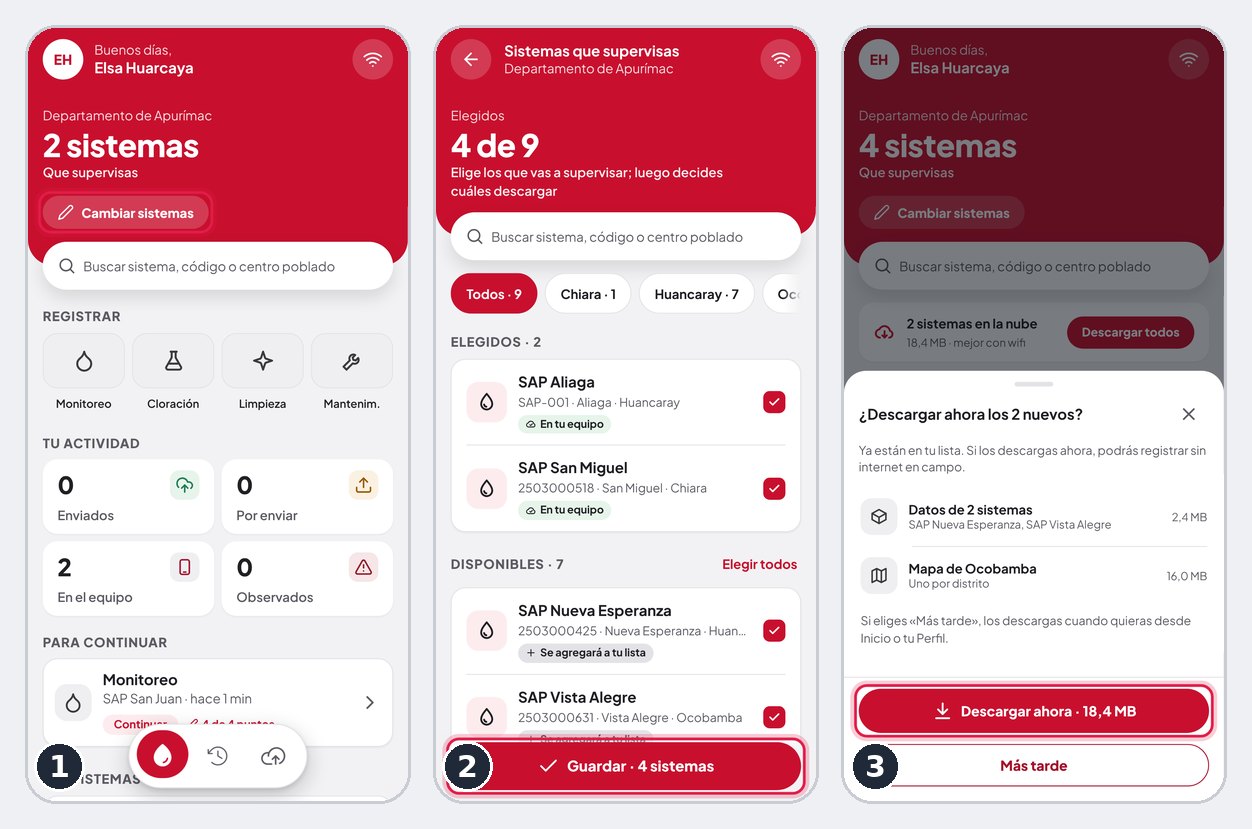 EH
Buenos días,
Elsa Huarcaya
Departamento de Apurímac
2 sistemas
Que supervisas
Cambiar sistemas
Buscar sistema, código o centro poblado
REGISTRAR
Monitoreo
Cloración
Limpieza
Mantenim.
TU ACTIVIDAD
0
Enviados
0
Por enviar
2
En el equipo
0
Observados
PARA CONTINUAR
Monitoreo
SAP San Juan · hace 1 min
Continuar
4 de 4 puntos
ISTEMAS
1
Sistemas que supervisas
Departamento de Apurímac
Elegidos
4 de 9
Elige los que vas a supervisar; luego decides
cuáles descargar
Buscar sistema, código o centro poblado
Todos · 9
Chiara · 1
Huancaray · 7
Oco
ELEGIDOS · 2
SAP Aliaga
SAP-001 · Aliaga · Huancaray
En tu equipo
SAP San Miguel
2503000518 · San Miguel · Chiara
En tu equipo
DISPONIBLES · 7
Elegir todos
SAP Nueva Esperanza
2503000425 · Nueva Esperanza · Huan...
+ Se agregará a tu lista
SAP Vista Alegre
2503000631 · Vista Alegre · Ocobamba
+ Se agregará a tu lista
2
Guardar · 4 sistemas
EH
Buenos días,
Elsa Huarcaya
Departamento de Apurímac
4 sistemas
Que supervisas
Cambiar sistemas
Buscar sistema, código o centro poblado
2 sistemas en la nube
18,4 MB · mejor con wifi
Descargar todos
¿Descargar ahora los 2 nuevos?
Ya están en tu lista. Si los descargas ahora, podrás registrar sin
internet en campo.
Datos de 2 sistemas
SAP Nueva Esperanza, SAP Vista Alegre
2,4 MB
Mapa de Ocobamba
Uno por distrito
16,0 MB
Si eliges «Más tarde», los descargas cuando quieras desde
Inicio o tu Perfil.
Descargar ahora · 18,4 MB
3
Más tarde